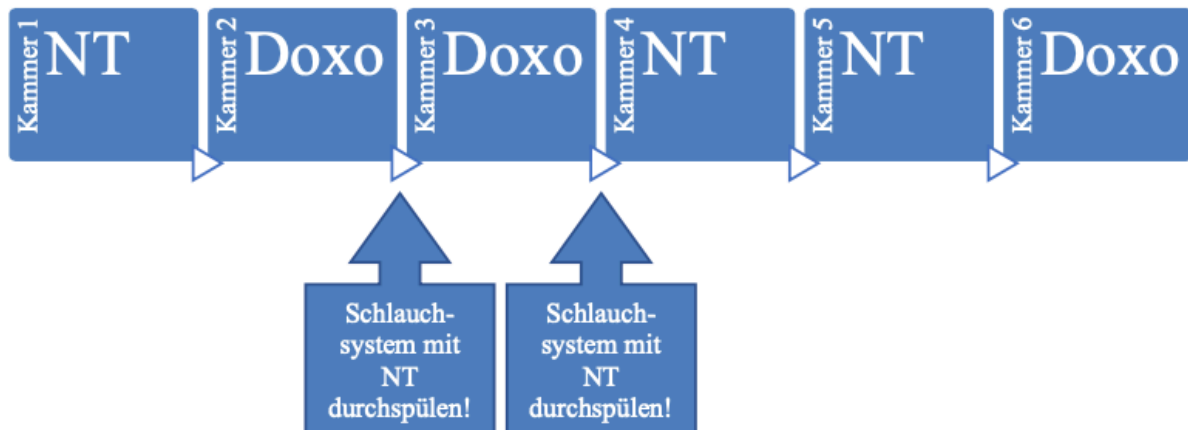 Kammer 1
NT
Kammer 2
Doxo
Kammer 3
Doxo
Kammer 4
NT
Kammer 5
NT
Kammer 6
Doxo
Schlauch-
system mit
NT
durchspülen!
Schlauch-
system mit
NT
durchspülen!